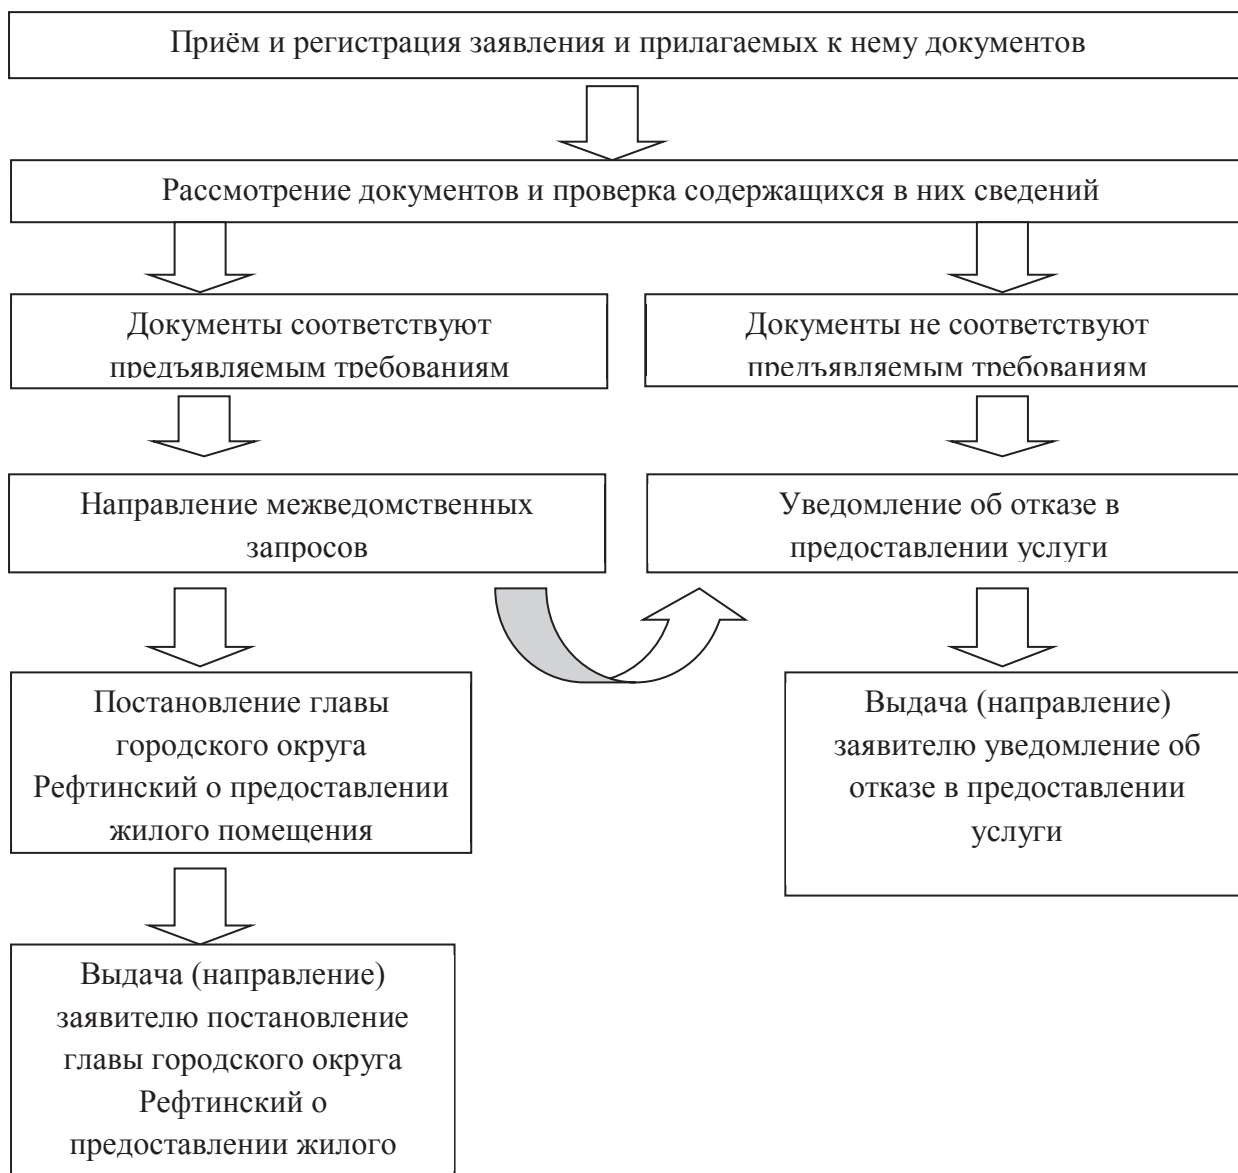 Приём и регистрация заявления и прилагаемых к нему документов
Рассмотрение документов и проверка содержащихся в них сведений
Документы соответствуют
предъявляемым требованиям
Документы не соответствуют
предъявляемым требованиям
Направление межведомственных
запросов
Уведомление об отказе в
предоставлении услуги
Постановление главы
городского округа
Рефтинский о предоставлении
жилого помещения
Выдача (направление)
заявителю уведомление об
отказе в предоставлении
услуги
Выдача (направление)
заявителю постановление
главы городского округа
Рефтинский о
предоставлении жилого